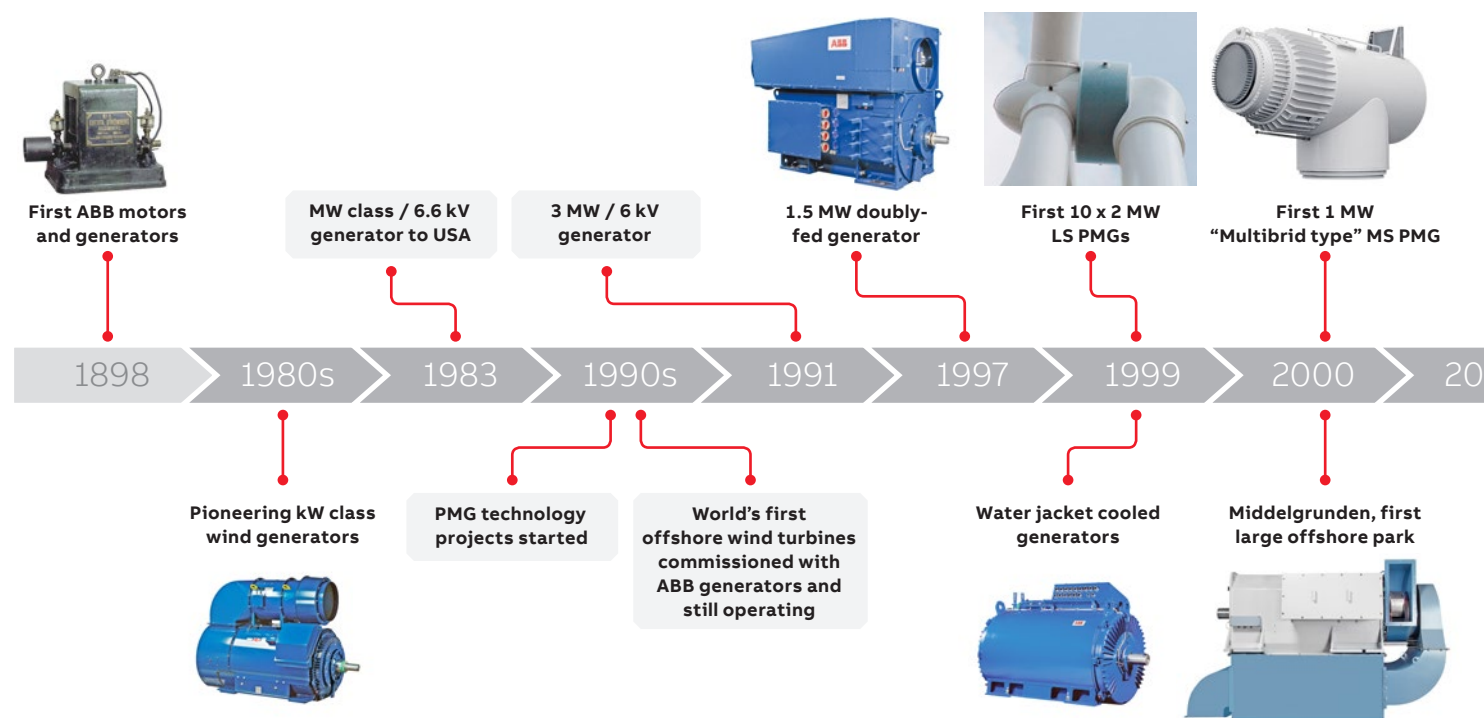 ABB
First ABB motors
and generators
MW class / 6.6 kV
generator to USA
3 MW / 6 kV
generator
1.5 MW doubly-
fed generator
First 10 x 2 MW
LS PMGs
First 1 MW
“Multibrid type” MS PMG
1898
1980s
1983
1990s
1991
1997
1999
2000
20
Pioneering kW class
wind generators
PMG technology
projects started
World’s first
offshore wind turbines
commissioned with
ABB generators and
still operating
Water jacket cooled
generators
Middelgrunden, first
large offshore park
ABB